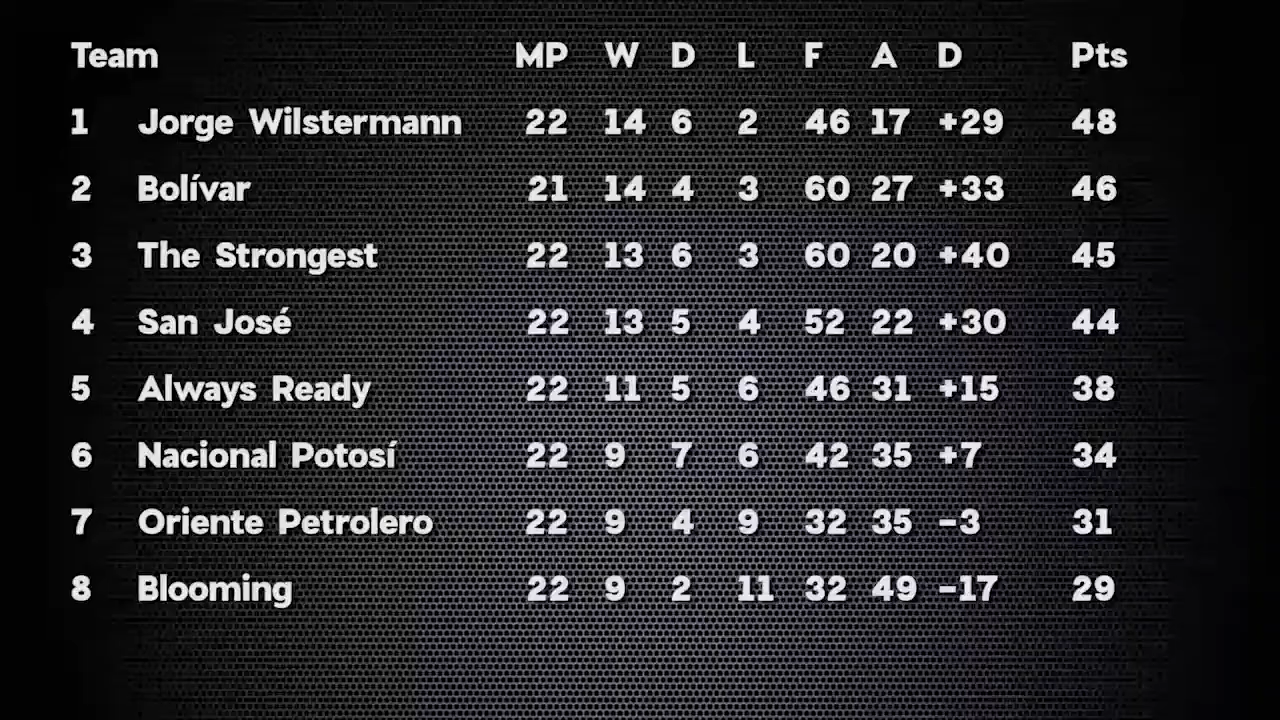 Team MP W D L F A D Pts
1 Jorge Wilstermann 22 14 6 2 46 17 +29 48
2 Bolívar 21 14 4 3 60 27 +33 46
3 The Strongest 22 13 6 3 60 20 +40 45
4 San José 22 13 5 4 52 22 +30 44
5 Always Ready 22 11 5 6 46 31 +15 38
6 Nacional Potosí 22 9 7 6 42 35 +7 34
7 Oriente Petrolero 22 9 4 9 32 35 -3 31
8 Blooming 22 9 2 11 32 49 -17 29